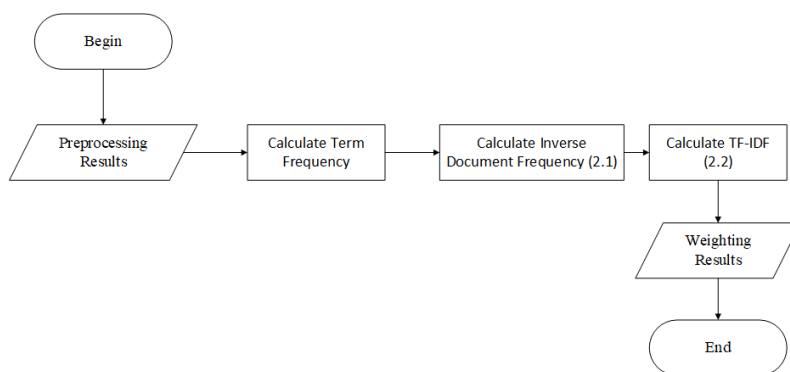 Begin
Preprocessing
Results
Calculate Term
Frequency
Calculate Inverse
Document Frequency (2.1)
Calculate TF-IDF
(2.2)
Weighting
Results
End